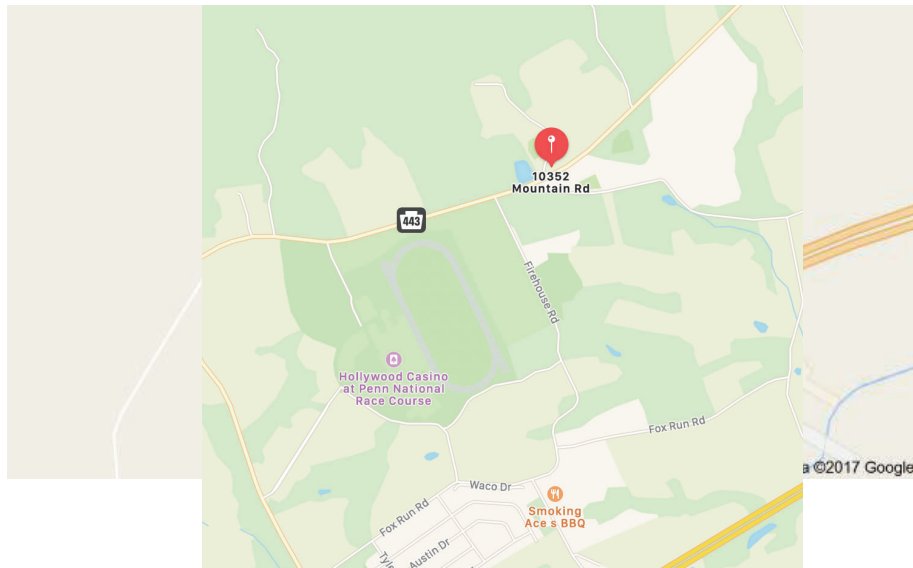 10352
Mountain Rd
443
Firehouse Rd
Hollywood Casino
at Penn National
Race Course
Fox Run Rd
a ©2017 Google
Waco Dr
Smoking
Ace s BBQ
Fox Run Rd
Austin Dr
Tyle